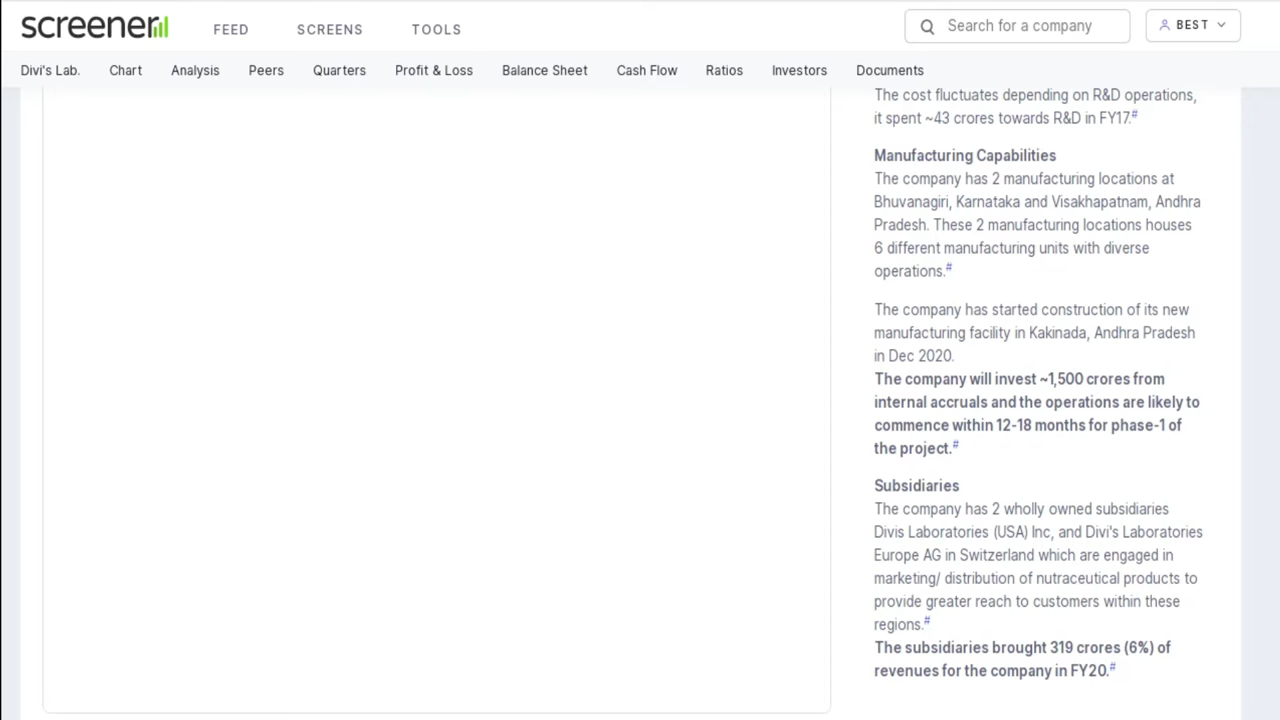 screener
FEED SCREENS TOOLS
Search for a company
BEST
Divi's Lab. Chart Analysis Peers Quarters Profit & Loss Balance Sheet Cash Flow Ratios Investors Documents
The cost fluctuates depending on R&D operations,
it spent ~43 crores towards R&D in FY17.#
Manufacturing Capabilities
The company has 2 manufacturing locations at
Bhuvanagiri, Karnataka and Visakhapatnam, Andhra
Pradesh. These 2 manufacturing locations houses
6 different manufacturing units with diverse
operations.#
The company has started construction of its new
manufacturing facility in Kakinada, Andhra Pradesh
in Dec 2020.
The company will invest ~1,500 crores from
internal accruals and the operations are likely to
commence within 12-18 months for phase-1 of
the project.#
Subsidiaries
The company has 2 wholly owned subsidiaries
Divis Laboratories (USA) Inc, and Divi's Laboratories
Europe AG in Switzerland which are engaged in
marketing/ distribution of nutraceutical products to
provide greater reach to customers within these
regions.#
The subsidiaries brought 319 crores (6%) of
revenues for the company in FY20.#